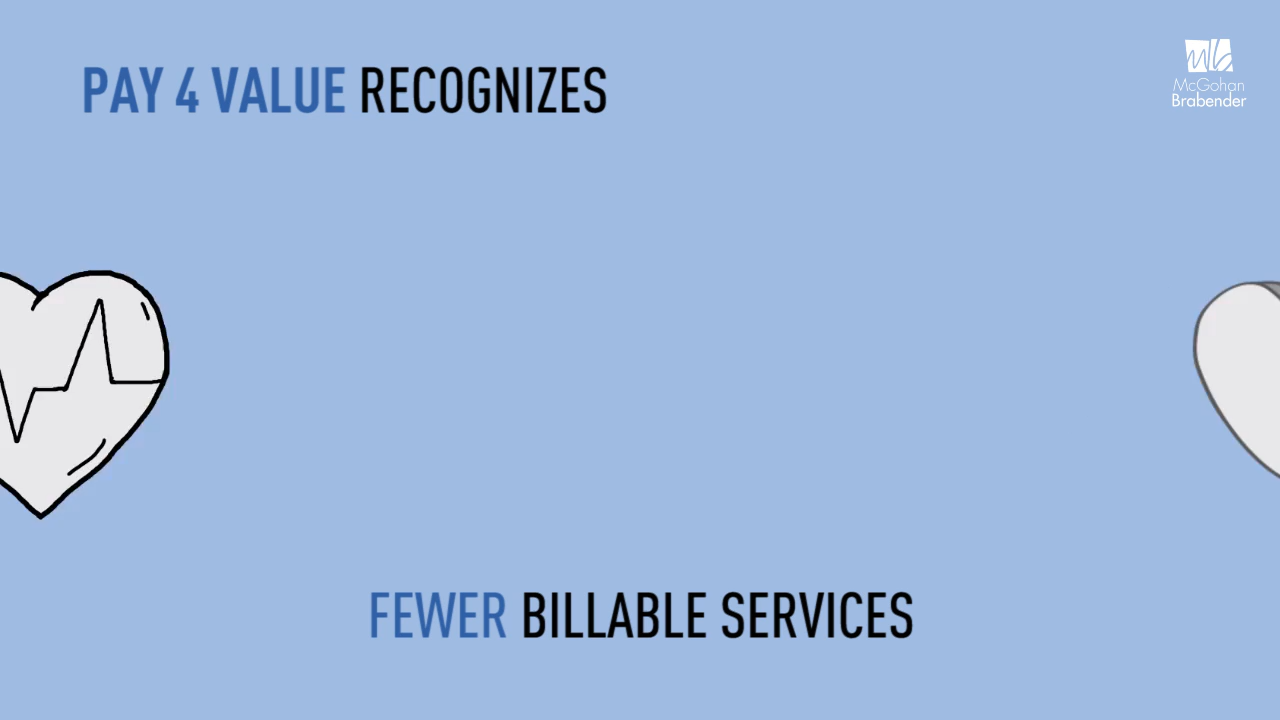 PAY 4 VALUE RECOGNIZES
McGohan
Brabender
FEWER BILLABLE SERVICES